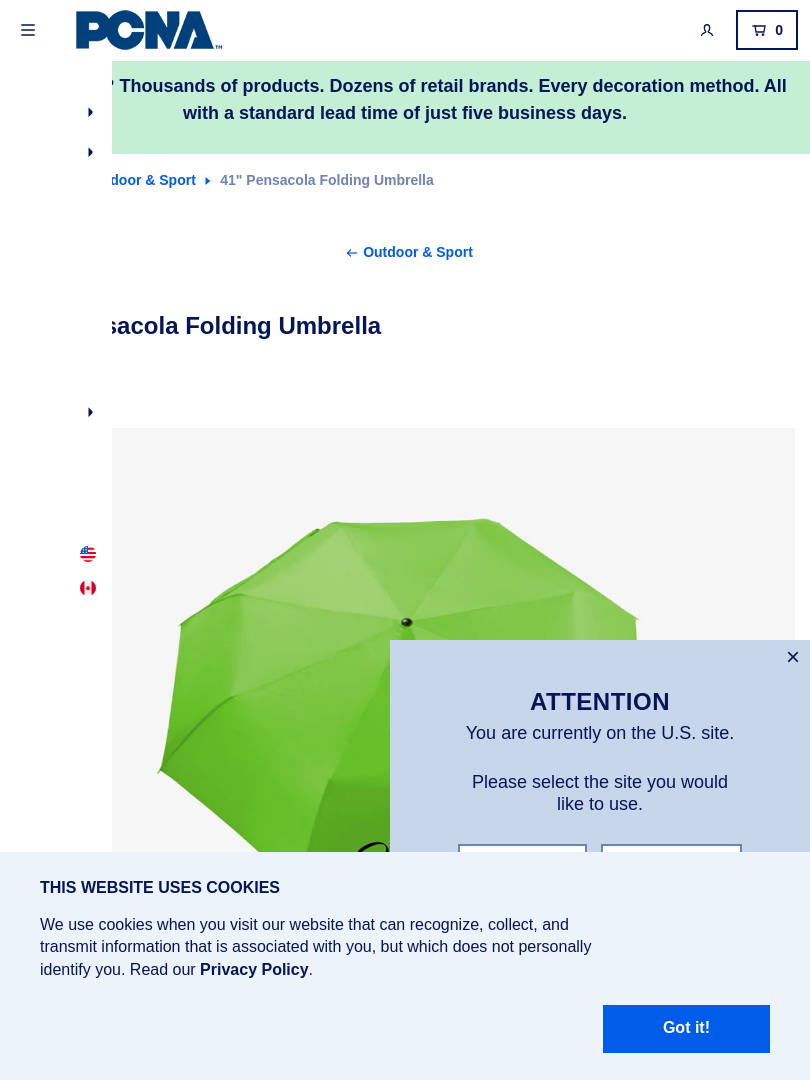 PCNA™
0
Thousands of products. Dozens of retail brands. Every decoration method. All
with a standard lead time of just five business days.
door & Sport
41" Pensacola Folding Umbrella
Outdoor & Sport
sacola Folding Umbrella
ATTENTION
You are currently on the U.S. site.
Please select the site you would
like to use.
THIS WEBSITE USES COOKIES
We use cookies when you visit our website that can recognize, collect, and
transmit information that is associated with you, but which does not personally
identify you. Read our Privacy Policy.
Got it!